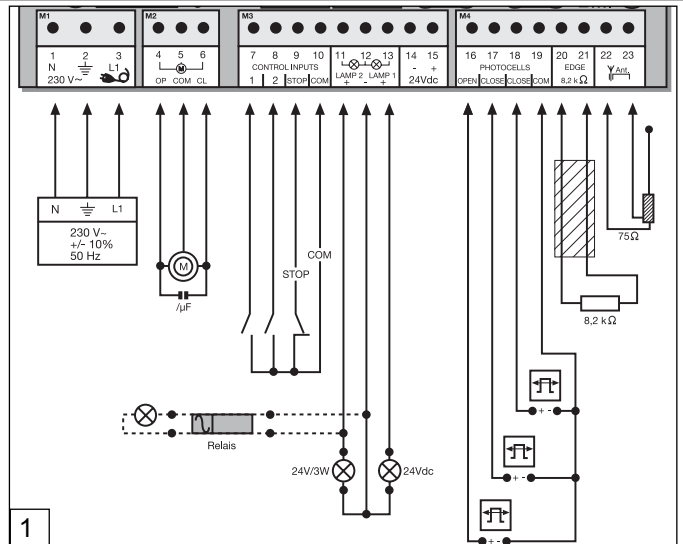 M1 M2 M3 M4
1 2 3 4 5 6 7 8 9 10 11 12 13 14 15 16 17 18 19 20 21 22 23
N L1 M CONTROL INPUTS LAMP 2 LAMP 1 - + PHOTOCELLS EDGE Ant.
230 V~ OP COM CL 1 2 STOP COM + - + 24Vdc OPEN CLOSE CLOSE COM 8,2 kΩ
N L1
230 V~
+/- 10%
50 Hz
M
/µF
COM
STOP
75Ω
8,2 kΩ
+ -
Relais
24V/3W
24Vdc
+ -
+ -
1